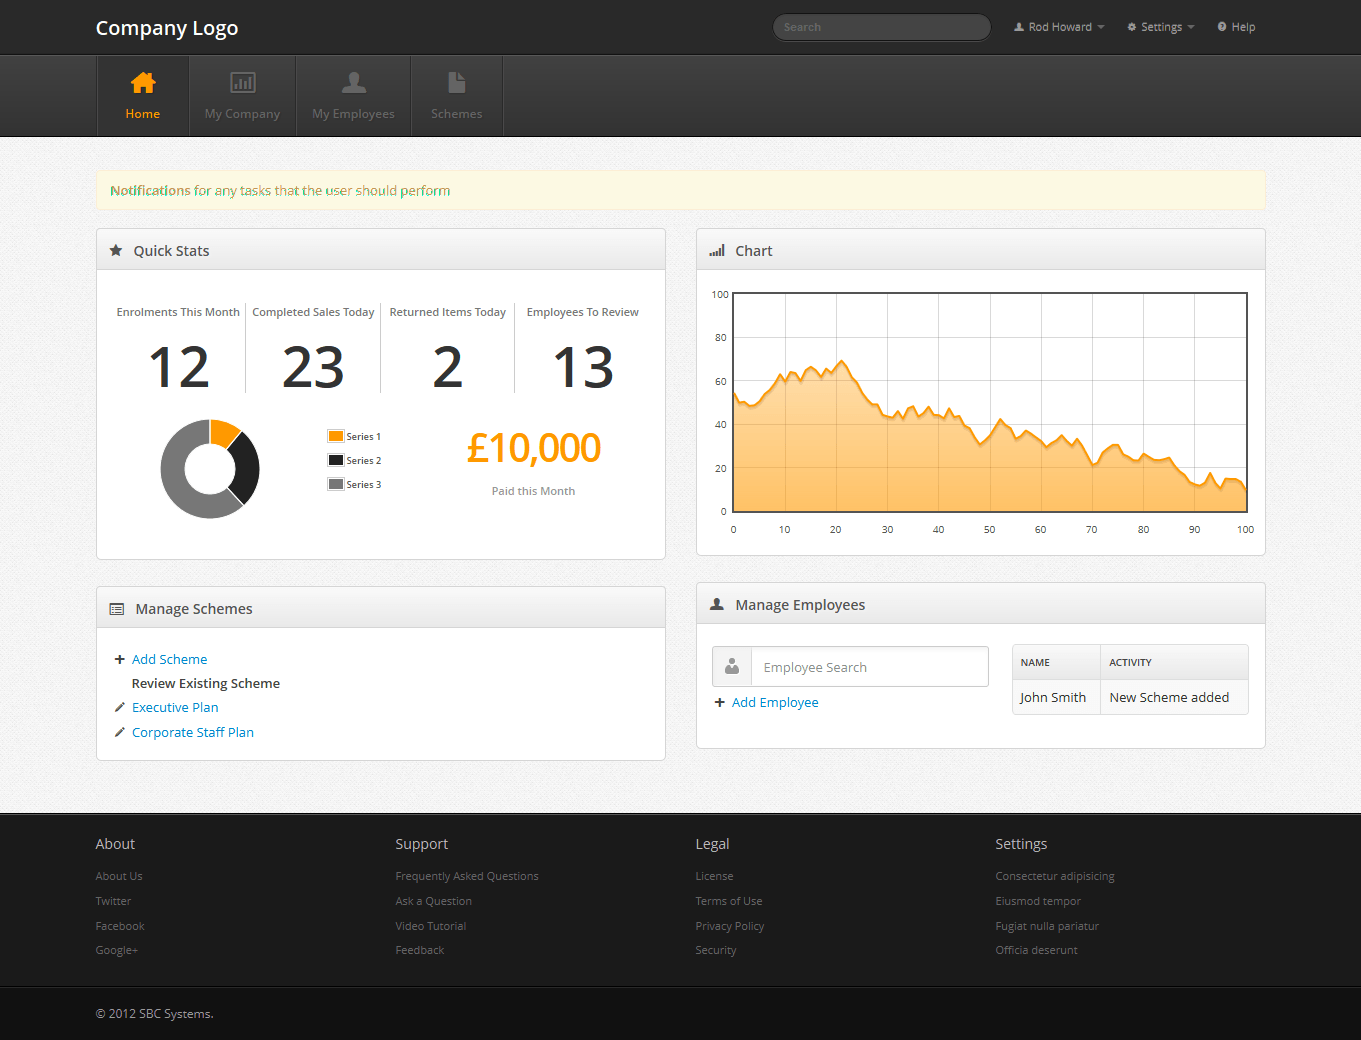 Company Logo
Search
Rod Howard
Settings
Help
Home
My Company
My Employees
Schemes
Notifications for any tasks that the user should perform
Quick Stats
Enrolments This Month
Completed Sales Today
Returned Items Today
Employees To Review
12
23
2
13
Series 1
Series 2
Series 3
£10,000
Paid this Month
Chart
100
80
60
40
20
0
0 10 20 30 40 50 60 70 80 90 100
Manage Schemes
Add Scheme
Review Existing Scheme
Executive Plan
Corporate Staff Plan
Manage Employees
Employee Search
Add Employee
NAME ACTIVITY
John Smith New Scheme added
About
About Us
Twitter
Facebook
Google+
Support
Frequently Asked Questions
Ask a Question
Video Tutorial
Feedback
Legal
License
Terms of Use
Privacy Policy
Security
Settings
Consectetur adipisicing
Eiusmod tempor
Fugiat nulla pariatur
Officia deserunt
© 2012 SBC Systems.